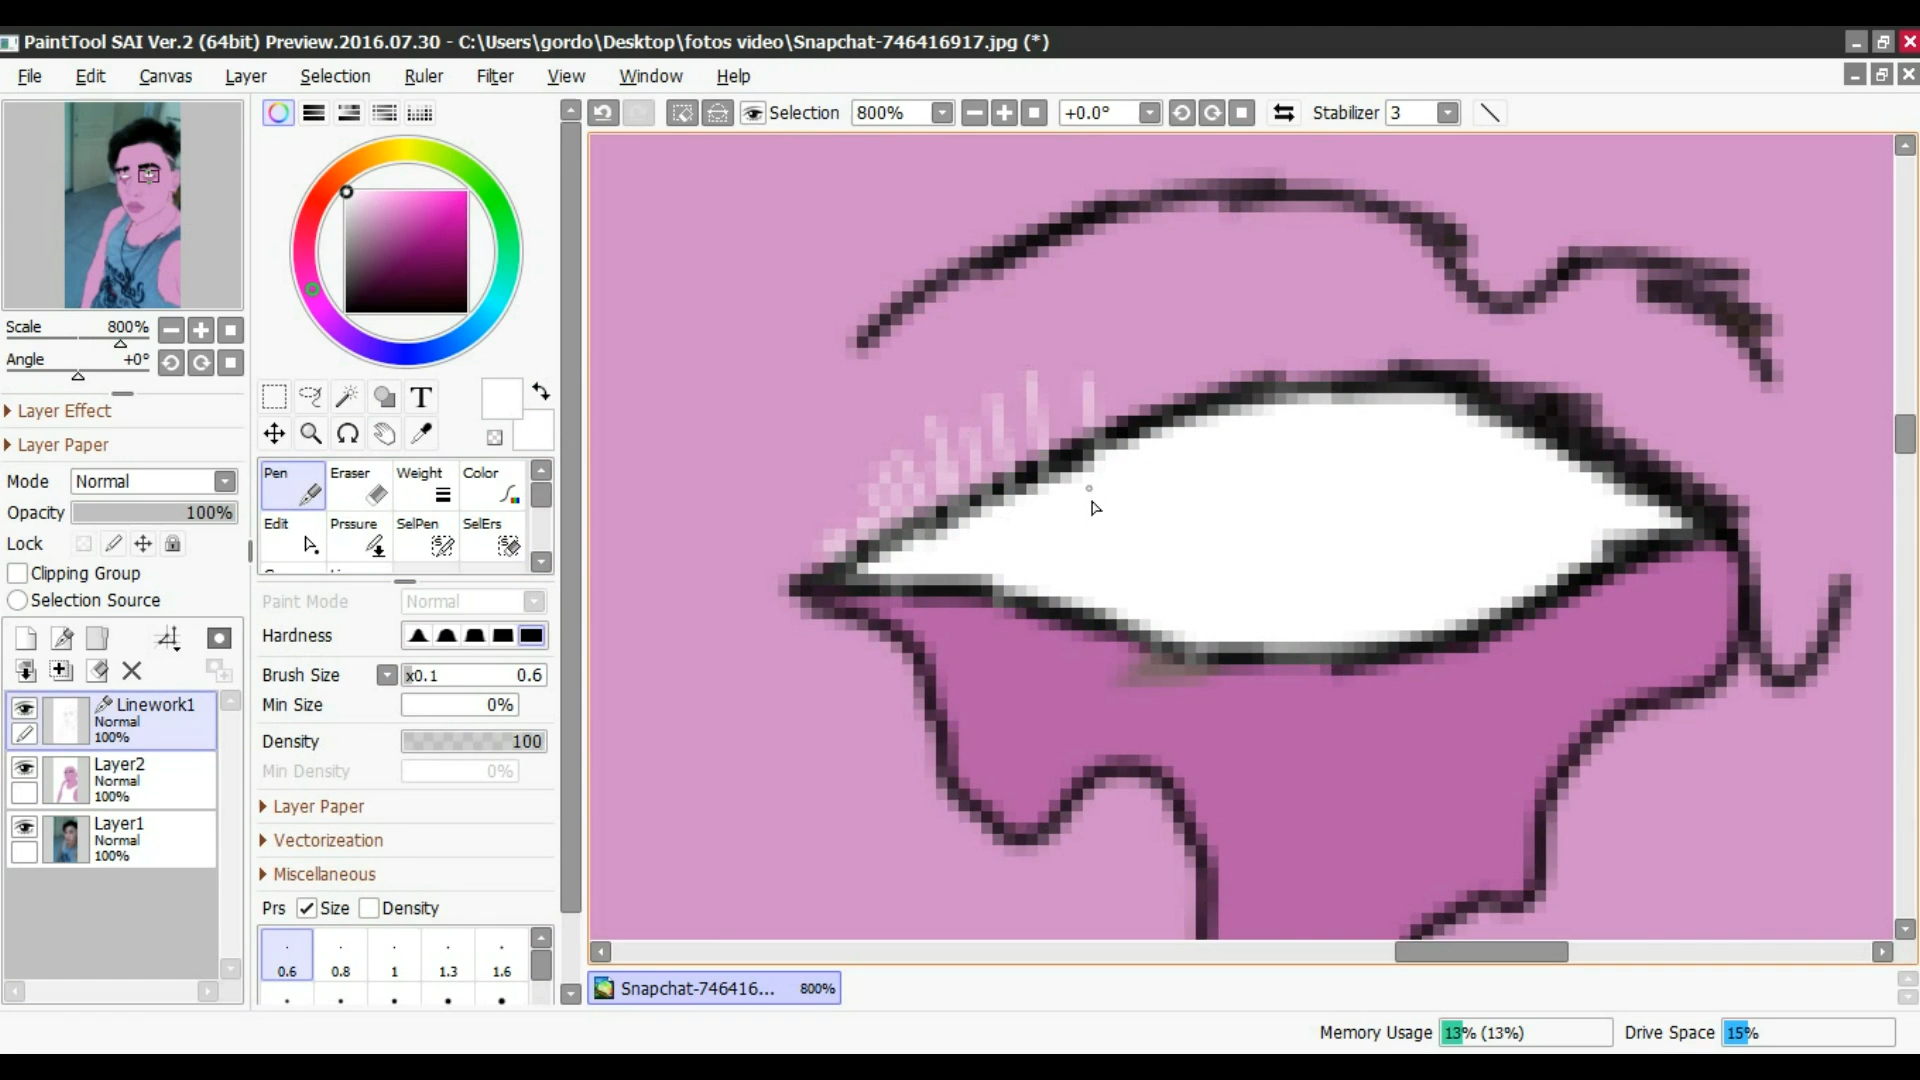 PaintTool SAI Ver.2 (64bit) Preview.2016.07.30 - C:\Users\gordo\Desktop\fotos video\Snapchat-746416917.jpg (*)
File Edit Canvas Layer Selection Ruler Filter View Window Help
Selection 800% +0.0° Stabilizer 3
Scale 800%
Angle +0°
Layer Effect
Layer Paper
Mode Normal
Opacity 100%
Lock
Clipping Group
Selection Source
Linework1
Normal
100%
Layer2
Normal
100%
Layer1
Normal
100%
T
Pen Eraser Weight Color
Edit Prssure SelPen SelErs
Paint Mode Normal
Hardness
Brush Size x0.1 0.6
Min Size 0%
Density 100
Min Density 0%
Layer Paper
Vectorizeation
Miscellaneous
Prs Size Density
0.6 0.8 1 1.3 1.6
Snapchat-746416... 800%
Memory Usage 13% (13%) Drive Space 15%